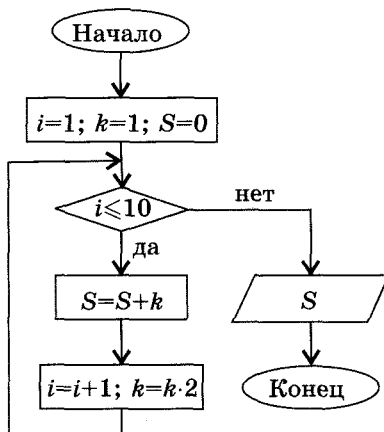 Начало
i=1; k=1; S=0
i⩽10
нет
да
S=S+k
S
i=i+1; k=k·2
Конец